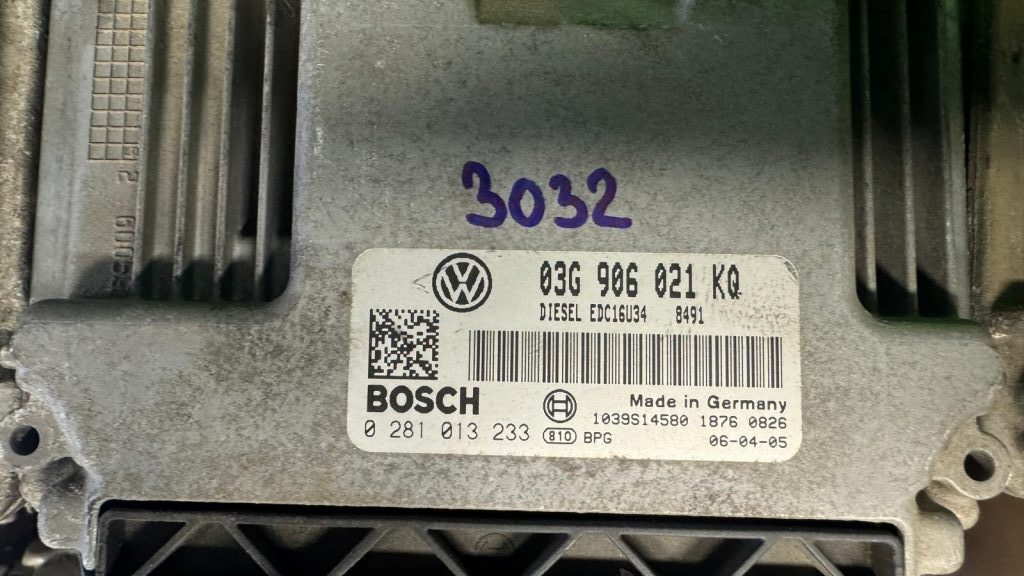 3032
03G 906 021 KQ
DIESEL EDC16U34 8491
BOSCH
Made in Germany
1039S14580 1876 0826
0 281 013 233 810 BPG 06-04-05